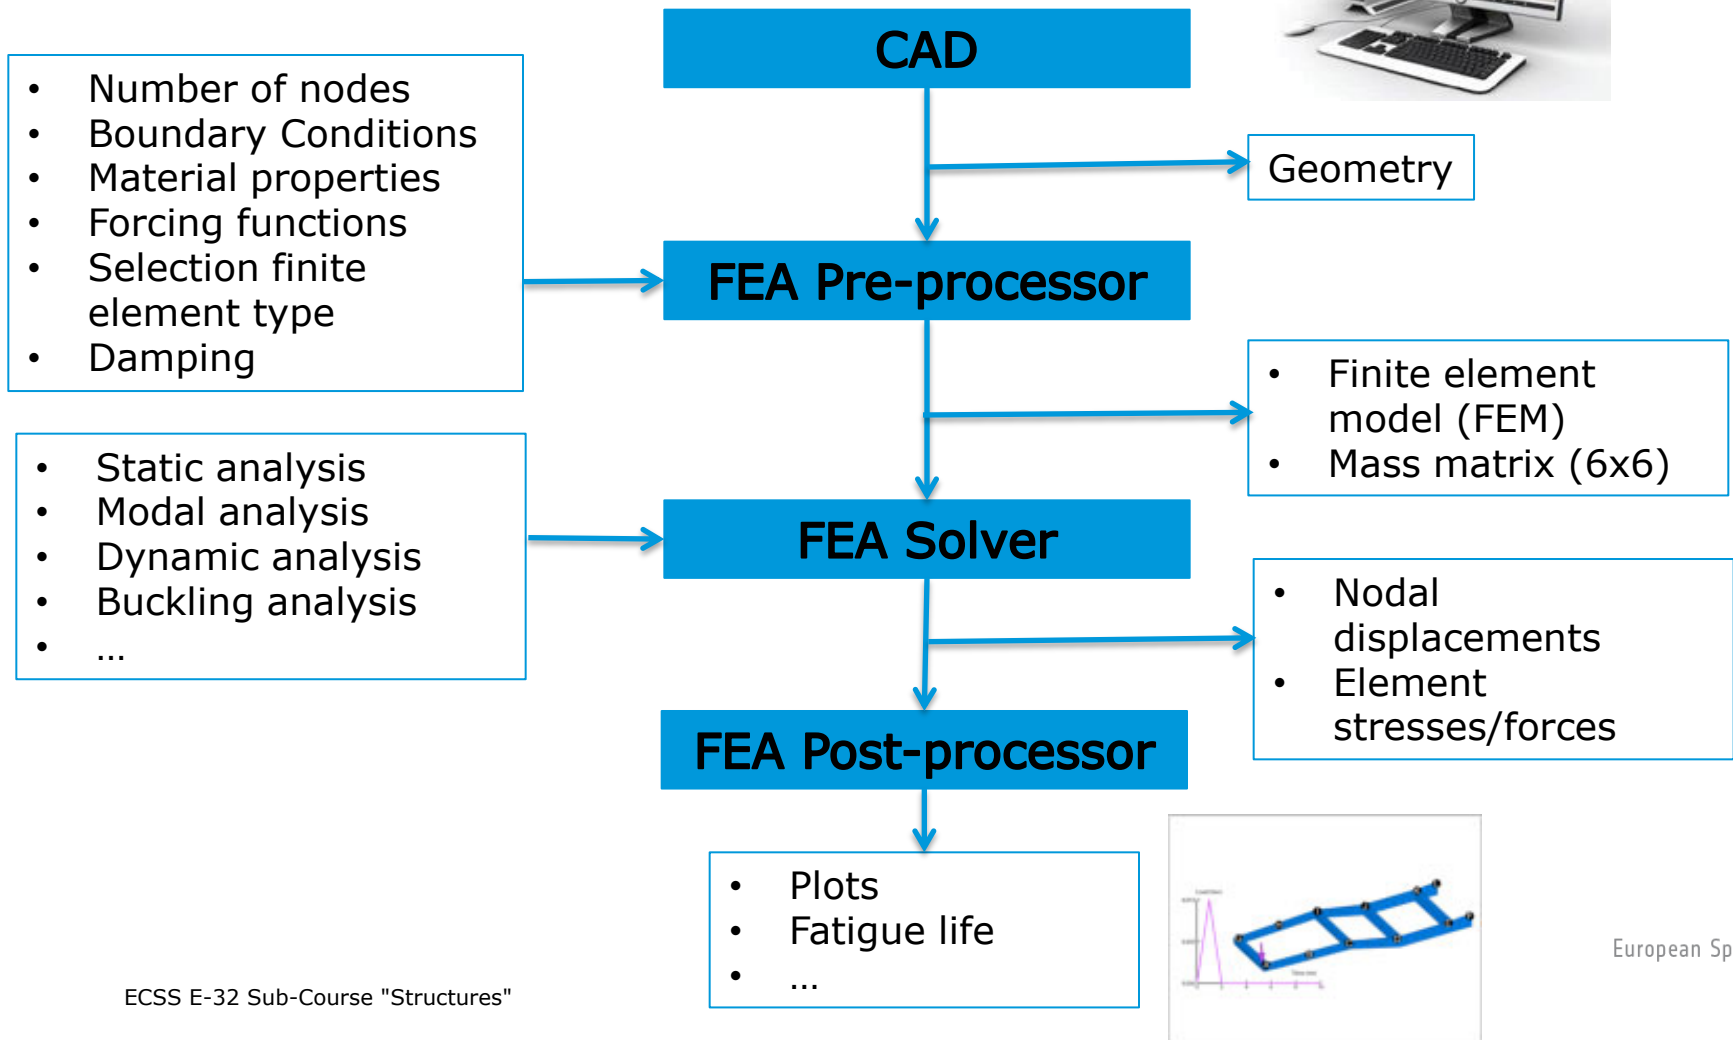 CAD
• Number of nodes
• Boundary Conditions
• Material properties
• Forcing functions
• Selection finite
element type
• Damping
Geometry
FEA Pre-processor
• Finite element
model (FEM)
• Mass matrix (6x6)
• Static analysis
• Modal analysis
• Dynamic analysis
• Buckling analysis
• ...
FEA Solver
• Nodal
displacements
• Element
stresses/forces
FEA Post-processor
• Plots
• Fatigue life
• ...
European Sp
ECSS E-32 Sub-Course "Structures"